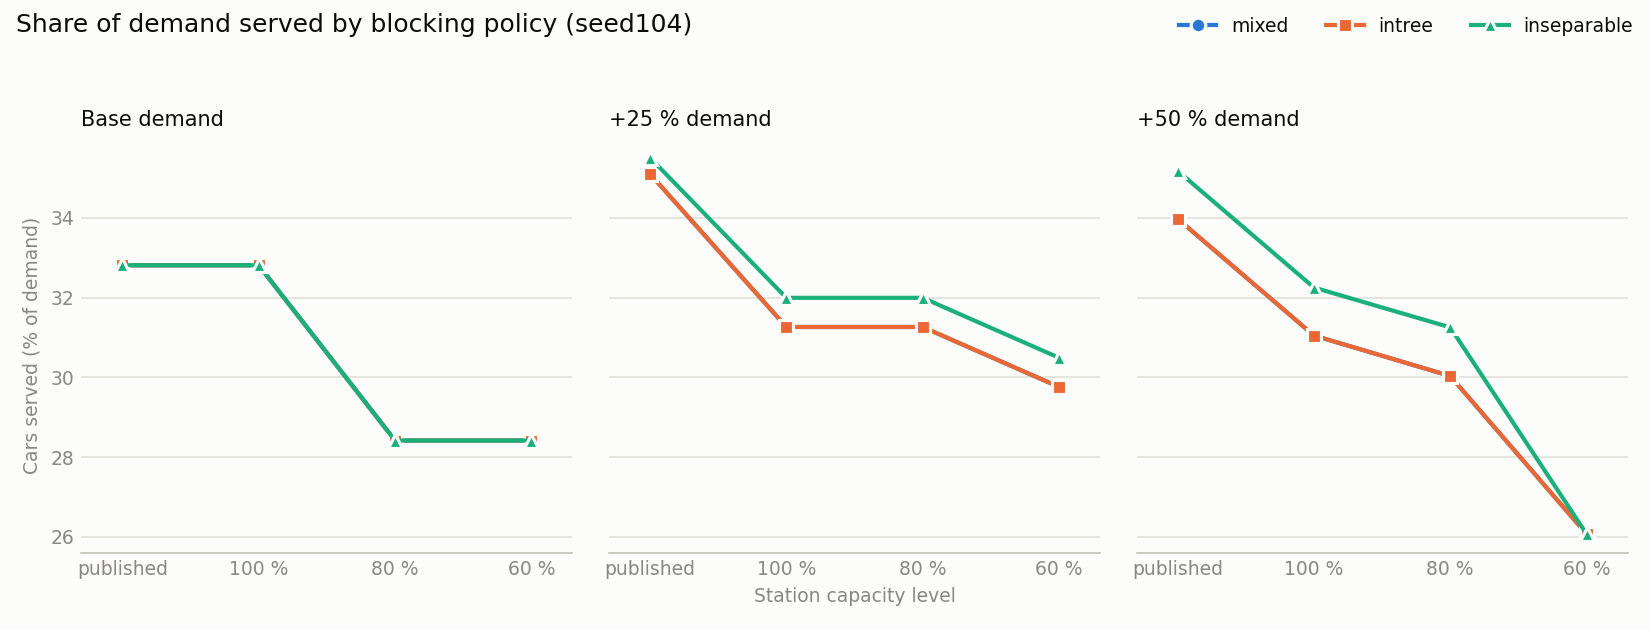 Share of demand served by blocking policy (seed104)
mixed
intree
inseparable
Base demand
+25 % demand
+50 % demand
Cars served (% of demand)
34
32
30
28
26
published 100 % 80 % 60 %
published 100 % 80 % 60 %
published 100 % 80 % 60 %
Station capacity level